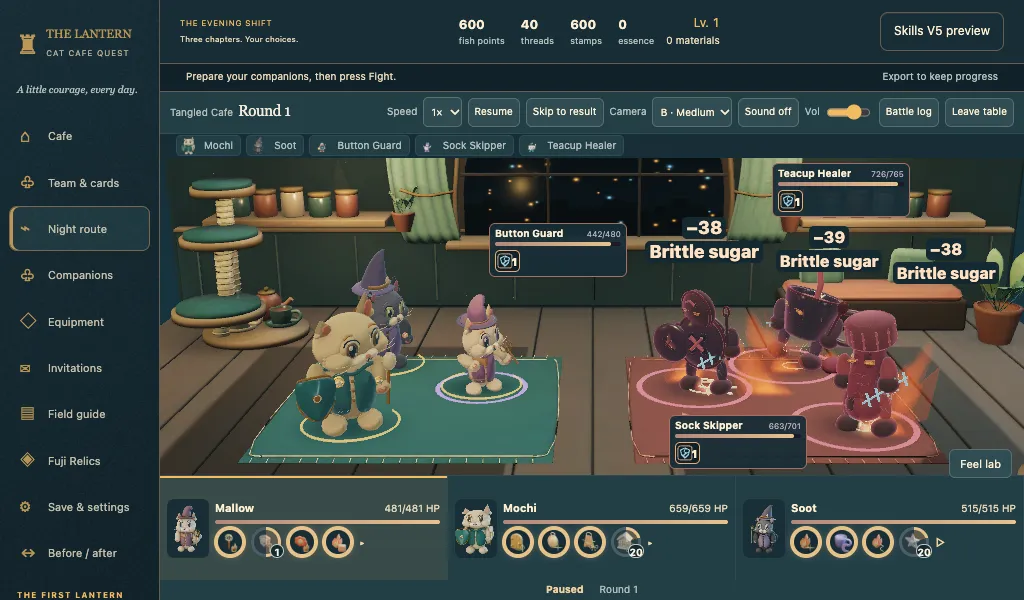 THE LANTERN
CAT CAFE QUEST
A little courage, every day.
Cafe
Team & cards
Night route
Companions
Equipment
Invitations
Field guide
Fuji Relics
Save & settings
Before / after
THE FIRST LANTERN
THE EVENING SHIFT
Three chapters. Your choices.
600 fish points
40 threads
600 stamps
0 essence
Lv. 1
0 materials
Skills V5 preview
Prepare your companions, then press Fight.
Export to keep progress
Tangled Cafe Round 1
Speed 1x Resume Skip to result Camera B · Medium Sound off Vol Battle log Leave table
Mochi Soot Button Guard Sock Skipper Teacup Healer
Teacup Healer 726/765
1
Button Guard 442/480
1
–38
Brittle sugar
–39
Brittle sugar
–38
Brittle sugar
Sock Skipper 663/701
1
Feel lab
Mallow 481/481 HP
1
Mochi 659/659 HP
20
Soot 515/515 HP
20
Paused Round 1